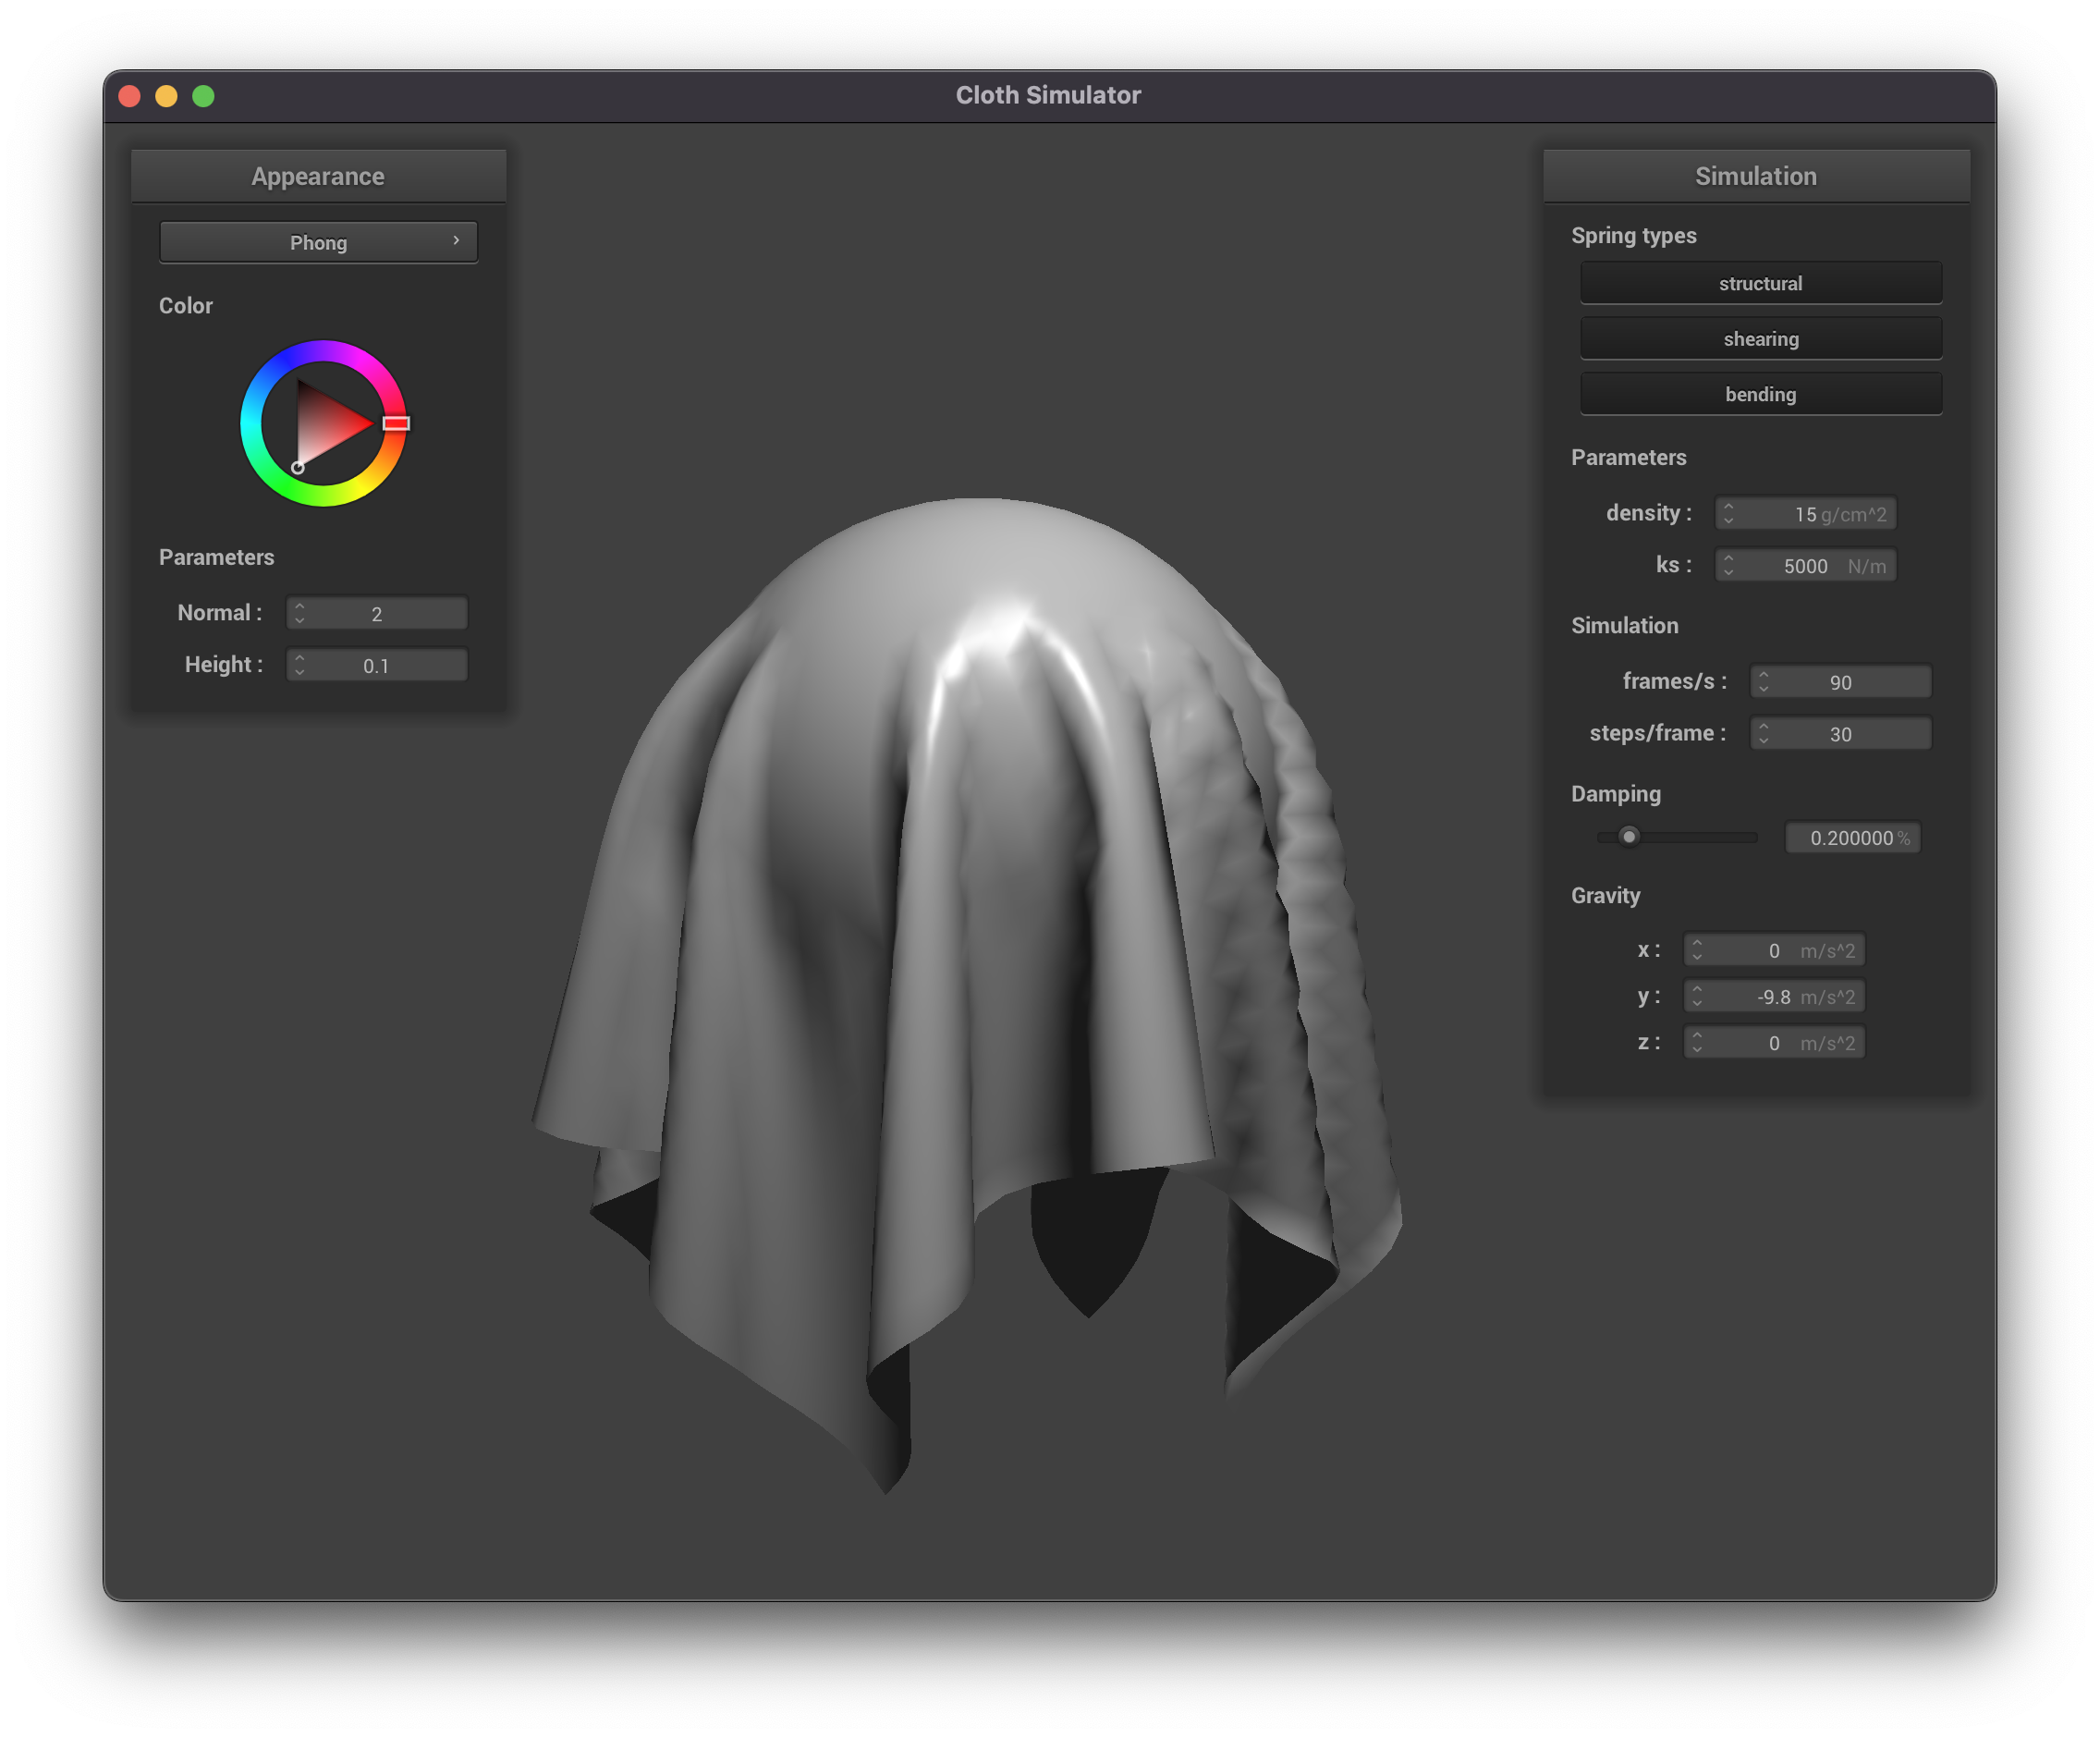 Cloth Simulator
Appearance
Phong
Color
Parameters
Normal : 2
Height : 0.1
Simulation
Spring types
structural
shearing
bending
Parameters
density : 15 g/cm^2
ks : 5000 N/m
Simulation
frames/s : 90
steps/frame : 30
Damping
0.200000 %
Gravity
x : 0 m/s^2
y : -9.8 m/s^2
z : 0 m/s^2